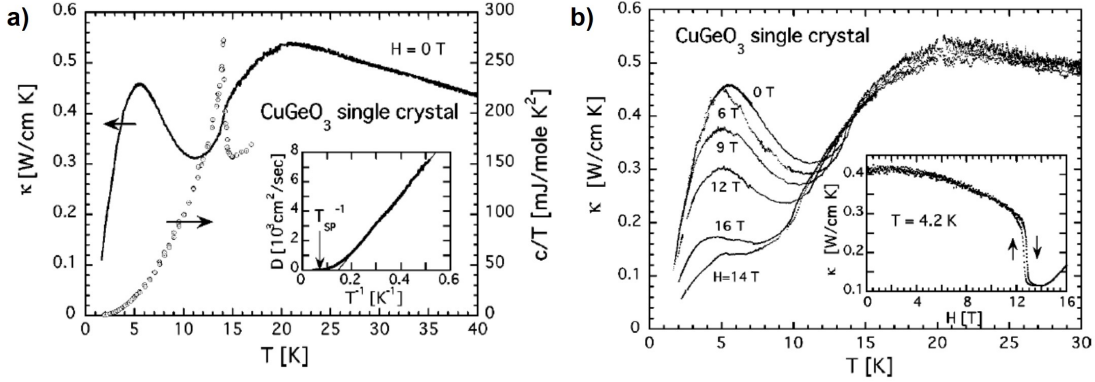 a)
κ [W/cm K]
0.6
0.5
0.4
0.3
0.2
0.1
0
H = 0 T
CuGeO3 single crystal
D [10³cm²/sec]
8
6
4
2
0
TSP⁻¹
0 0.2 0.4 0.6
T⁻¹ [K⁻¹]
300
250
200
150
100
50
0
c/T [mJ/mole K²]
0 5 10 15 20 25 30 35 40
T [K]
b)
κ [W/cm K]
0.6
0.5
0.4
0.3
0.2
0.1
0
CuGeO3 single crystal
0 T
6 T
9 T
12 T
16 T
H=14 T
κ [W/cm K]
0.4
0.3
0.1
T = 4.2 K
0 4 8 12 16
H [T]
0 5 10 15 20 25 30
T [K]